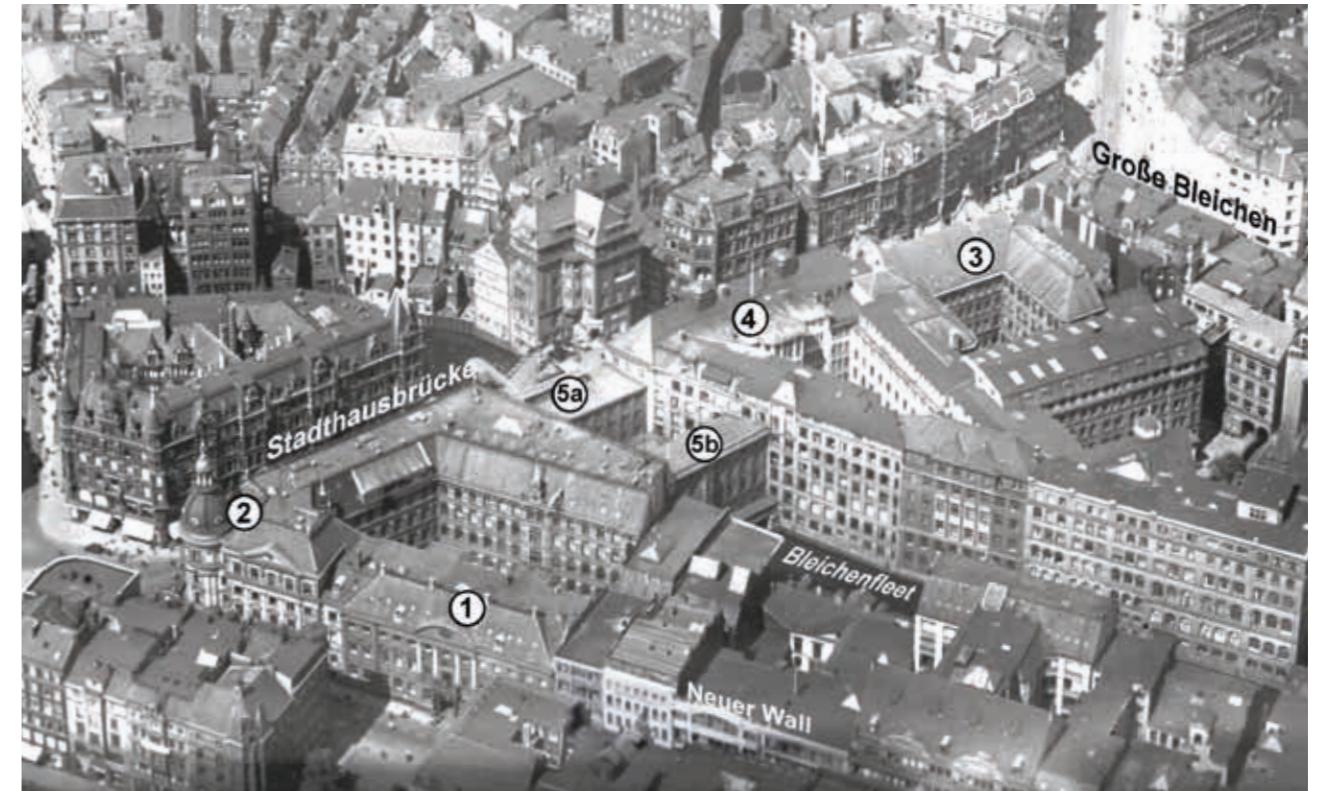 Große Bleichen
3
4
Stadthausbrücke
5a
5b
2
Bleichenfleet
1
Neuer Wall